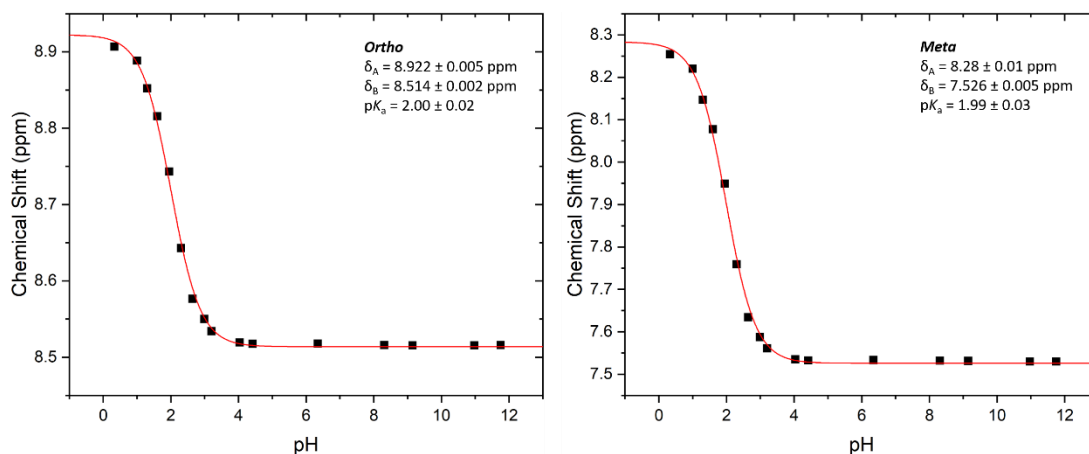 Ortho
δA = 8.922 ± 0.005 ppm
δB = 8.514 ± 0.002 ppm
pKa = 2.00 ± 0.02
8.9
8.8
8.7
8.6
8.5
Chemical Shift (ppm)
0 2 4 6 8 10 12
pH
Meta
δA = 8.28 ± 0.01 ppm
δB = 7.526 ± 0.005 ppm
pKa = 1.99 ± 0.03
8.3
8.2
8.1
8.0
7.9
7.8
7.7
7.6
7.5
Chemical Shift (ppm)
0 2 4 6 8 10 12
pH